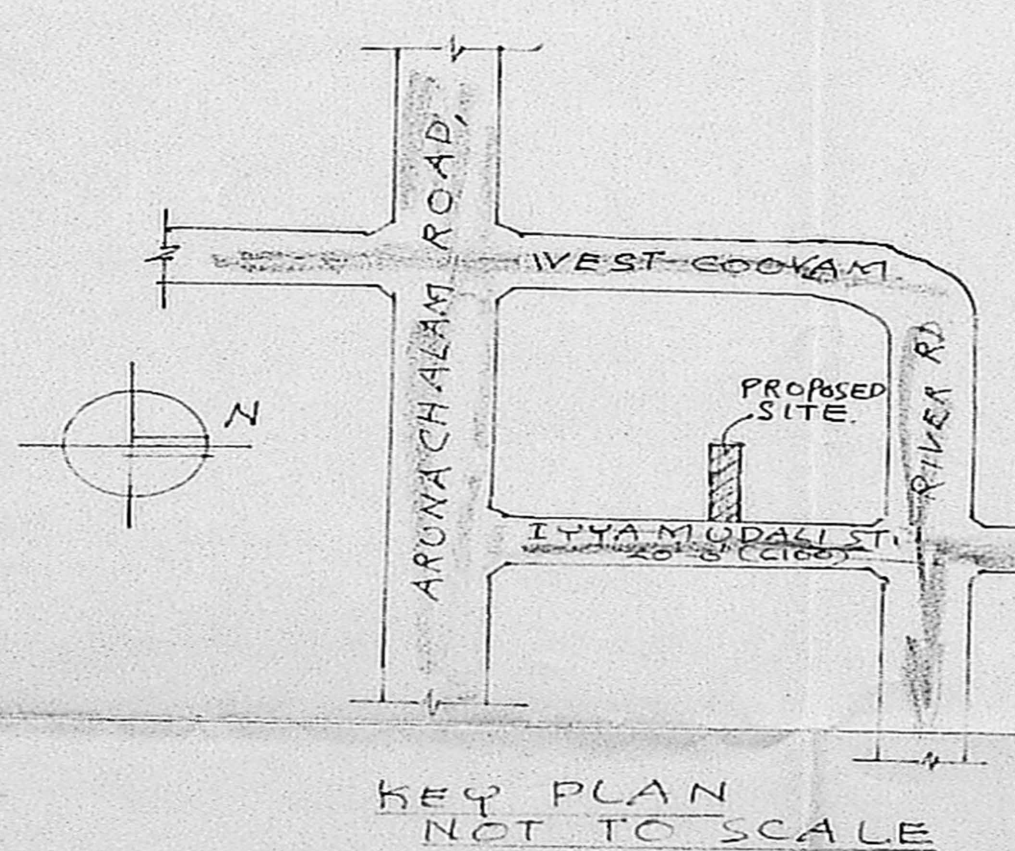 ARUNACHALAM ROAD,
WEST COOVAM
RIVER RD
N
PROPOSED
SITE.
IYYA MUDALI ST.
KEY PLAN
NOT TO SCALE